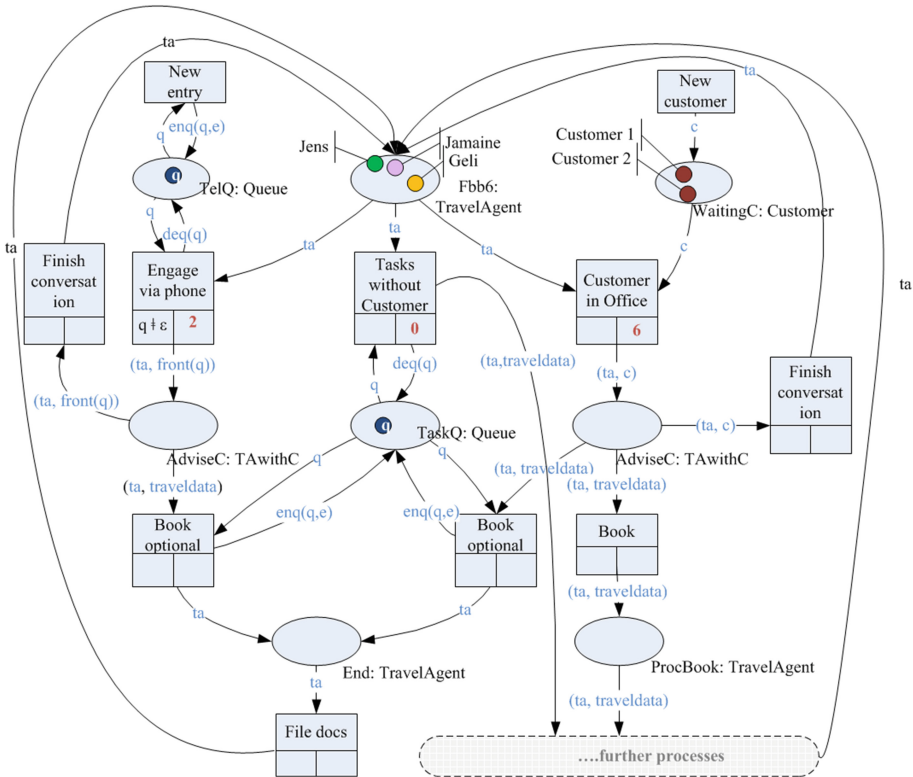 ta
New
entry
New
customer
ta
q
enq(q,e)
c
Jens
Jamaine
Geli
Customer 1
Customer 2
q
TelQ: Queue
Fbb6:
TravelAgent
WaitingC: Customer
q
deq(q)
ta
ta
ta
c
ta
ta
Finish
conversat
ion
Engage
via phone
q ǂ ε
2
Tasks
without
Customer
0
Customer
in Office
6
(ta, front(q))
(ta, front(q))
q
deq(q)
(ta,traveldata)
(ta, c)
Finish
conversat
ion
(ta, c)
AdviseC: TAwithC
q
TaskQ: Queue
AdviseC: TAwithC
q
q
(ta, traveldata)
(ta, traveldata)
(ta, traveldata)
enq(q,e)
enq(q,e)
Book
optional
Book
optional
Book
(ta, traveldata)
ta
ta
End: TravelAgent
ProcBook: TravelAgent
ta
(ta, traveldata)
File docs
….further processes